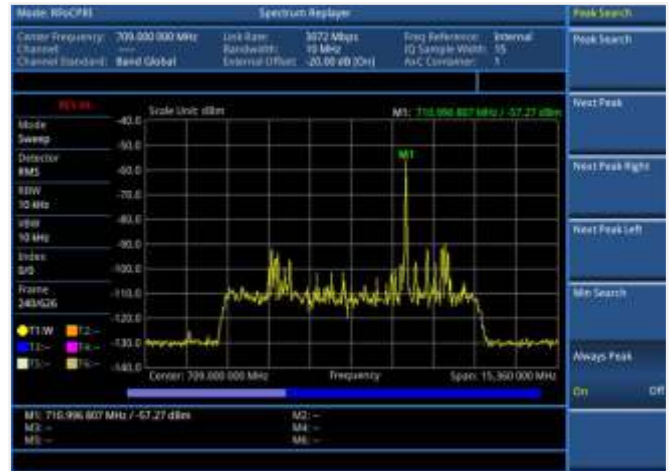 Mode: RFoCPRI
Spectrum Replayer
Peak Search
Center Frequency: 709.000 000 MHz
Channel: ----
Channel Standard: Band Global
Link Rate: 3072 Mbps
Bandwidth: 10 MHz
External Offset: -20.00 dB [On]
Freq Reference: Internal
IQ Sample Width: 15
AxC Container: 1
Peak Search
Next Peak
Next Peak Right
Next Peak Left
Min Search
Always Peak
On Off
Mode
Sweep
Detector
RMS
RBW
10 kHz
VBW
10 kHz
Index
0/0
Frame
240/626
T1:W T2:--
T3:-- T4:--
T5:-- T6:--
Scale Unit: dBm
M1: 710.996 807 MHz / -57.27 dBm
-40.0
-50.0
-60.0
-70.0
-80.0
-90.0
-100.0
-110.0
-120.0
-130.0
-140.0
M1
Center: 709.000 000 MHz
Frequency
Span: 15.360 000 MHz
M1: 710.996 807 MHz / -57.27 dBm
M2: --
M3: --
M4: --
M5: --
M6: --